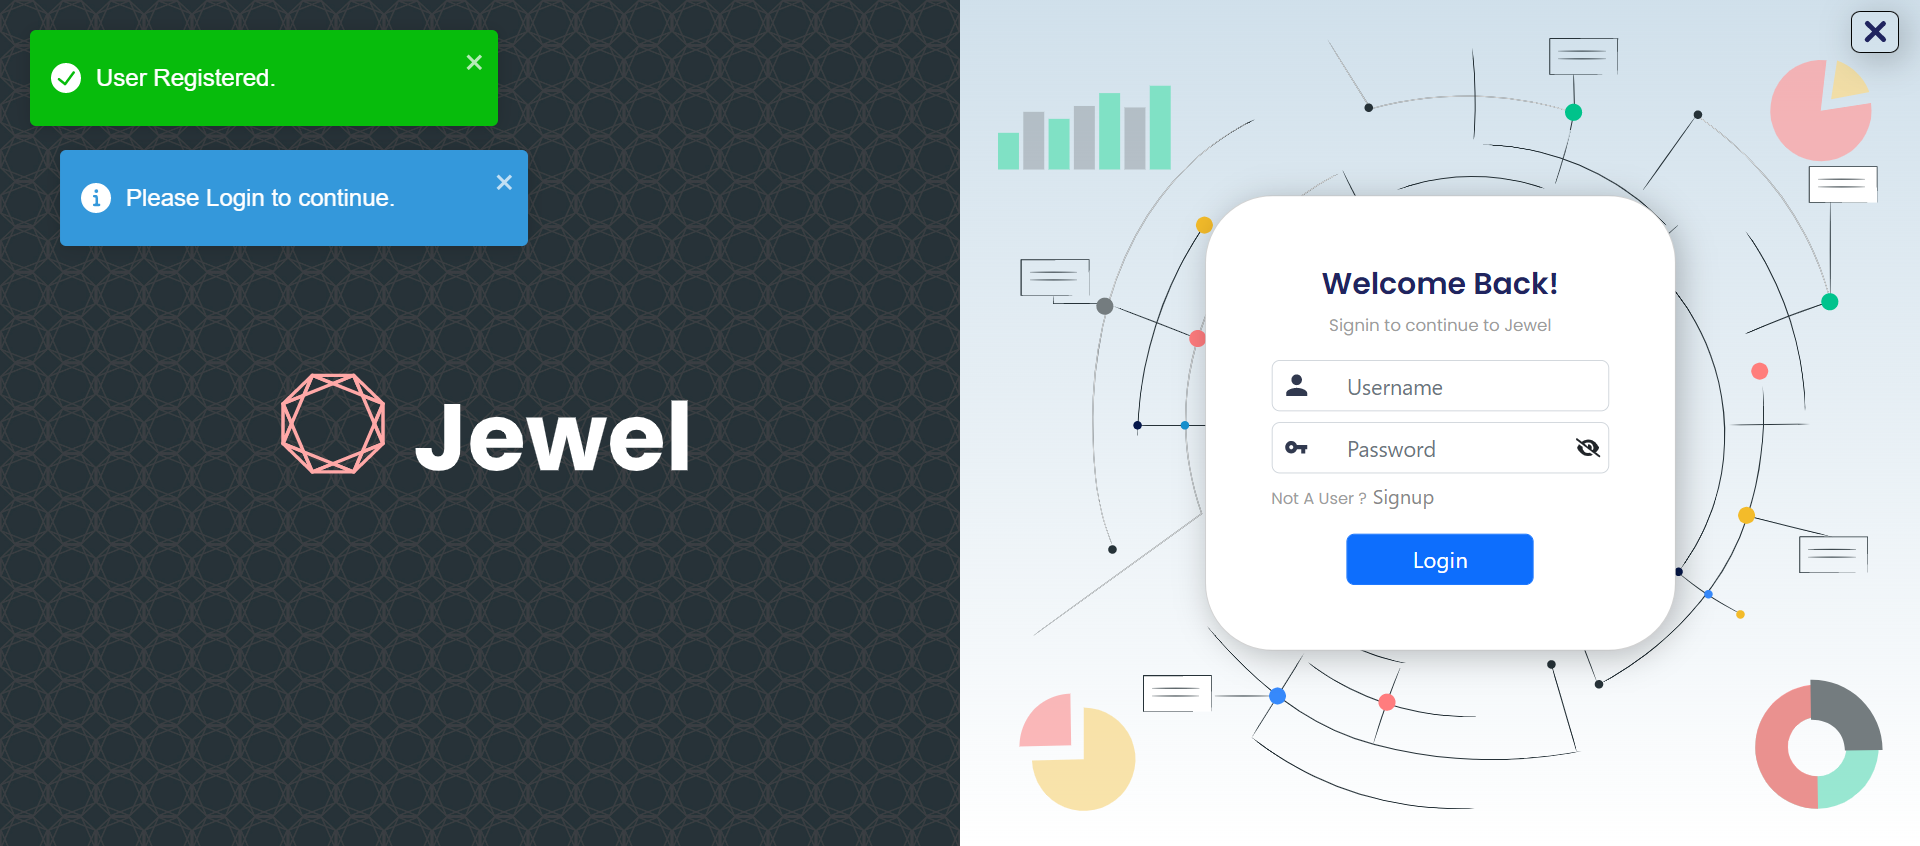 User Registered.
Please Login to continue.
Jewel
Welcome Back!
Signin to continue to Jewel
Username
Password
Not A User ? Signup
Login